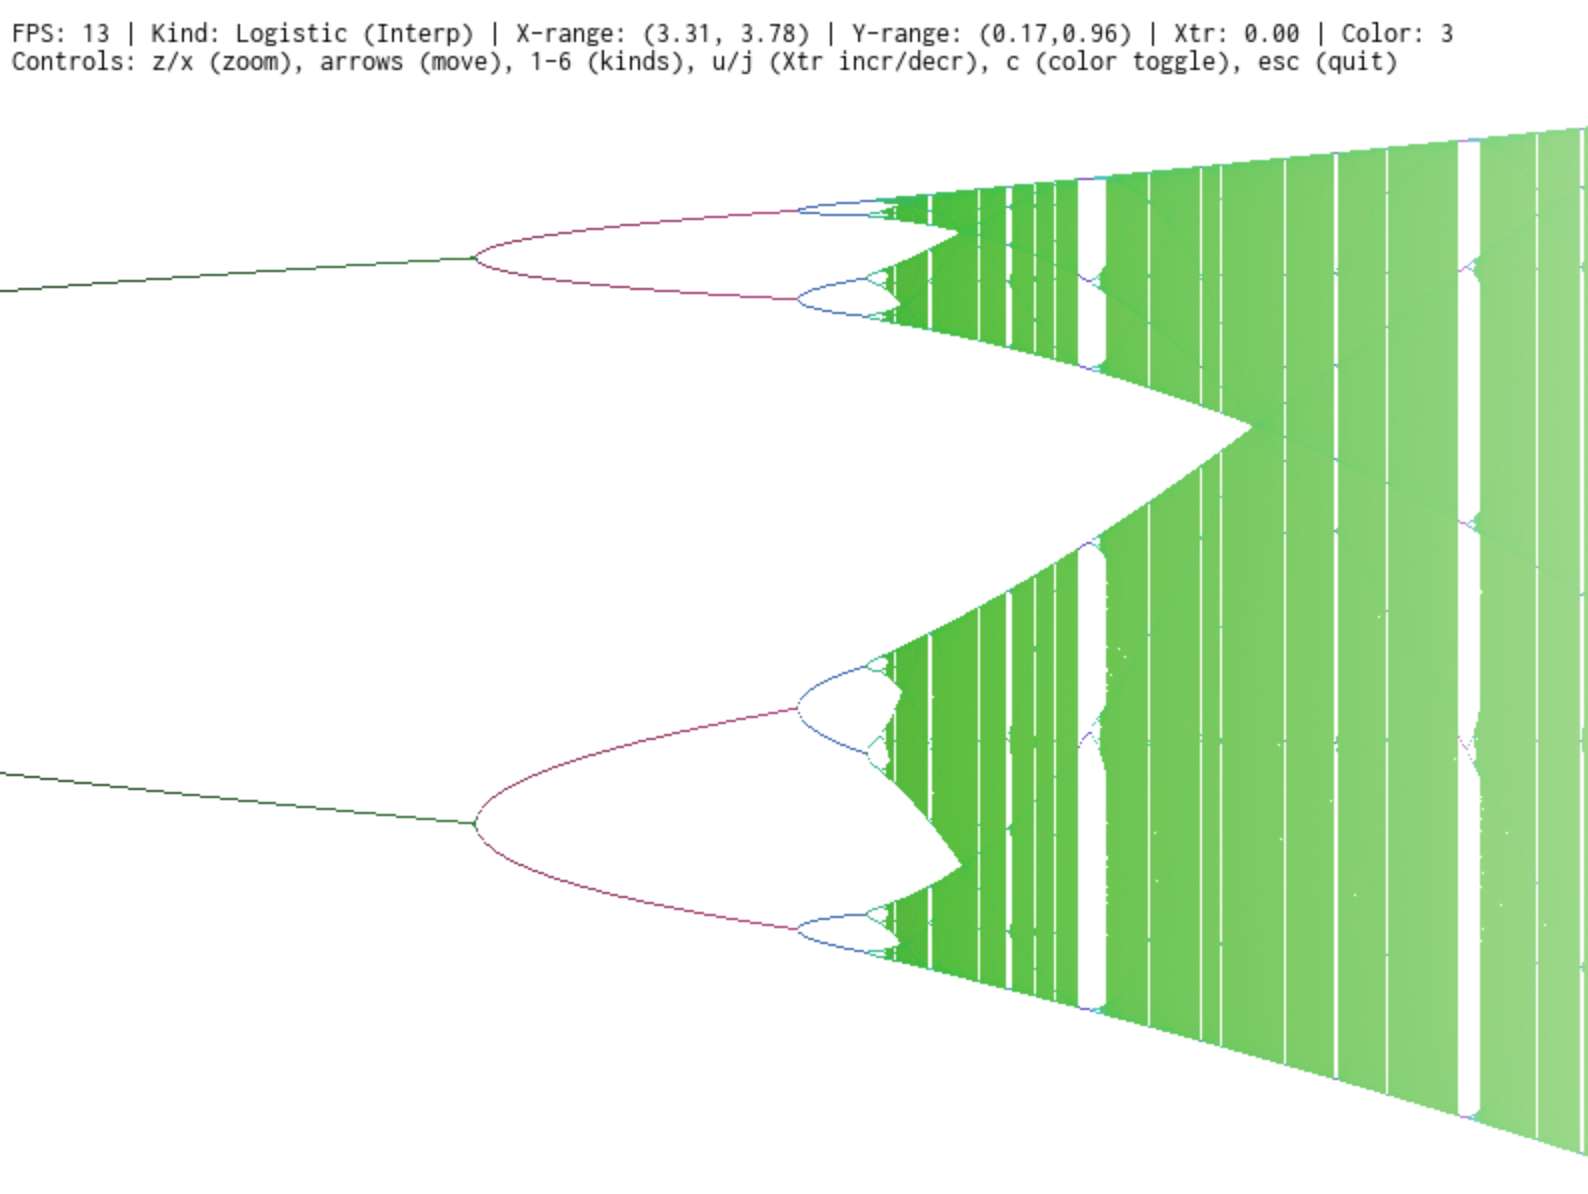 FPS: 13 | Kind: Logistic (Interp) | X-range: (3.31, 3.78) | Y-range: (0.17,0.96) | Xtr: 0.00 | Color: 3
Controls: z/x (zoom), arrows (move), 1-6 (kinds), u/j (Xtr incr/decr), c (color toggle), esc (quit)